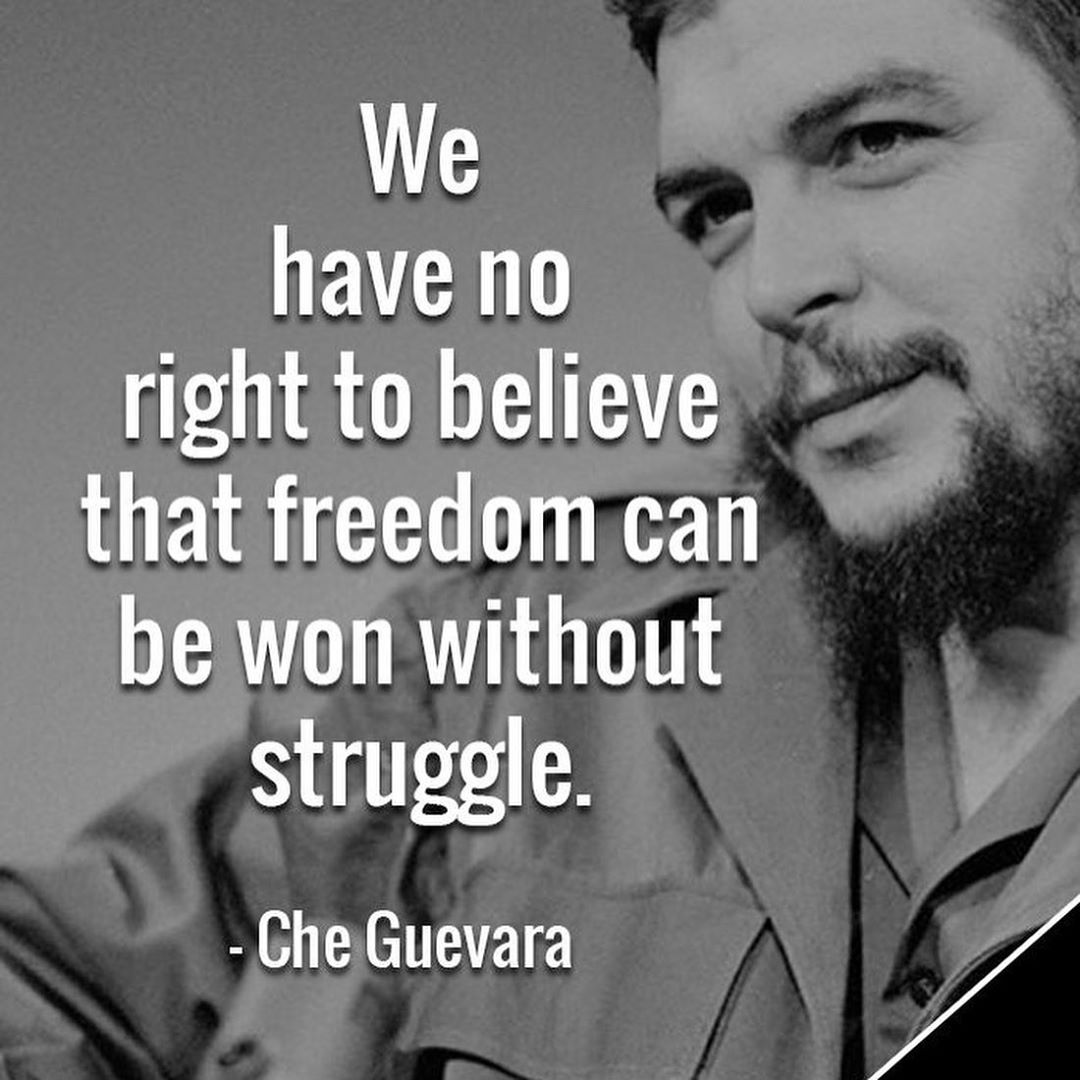 We
have no
right to believe
that freedom can
be won without
struggle.
- Che Guevara